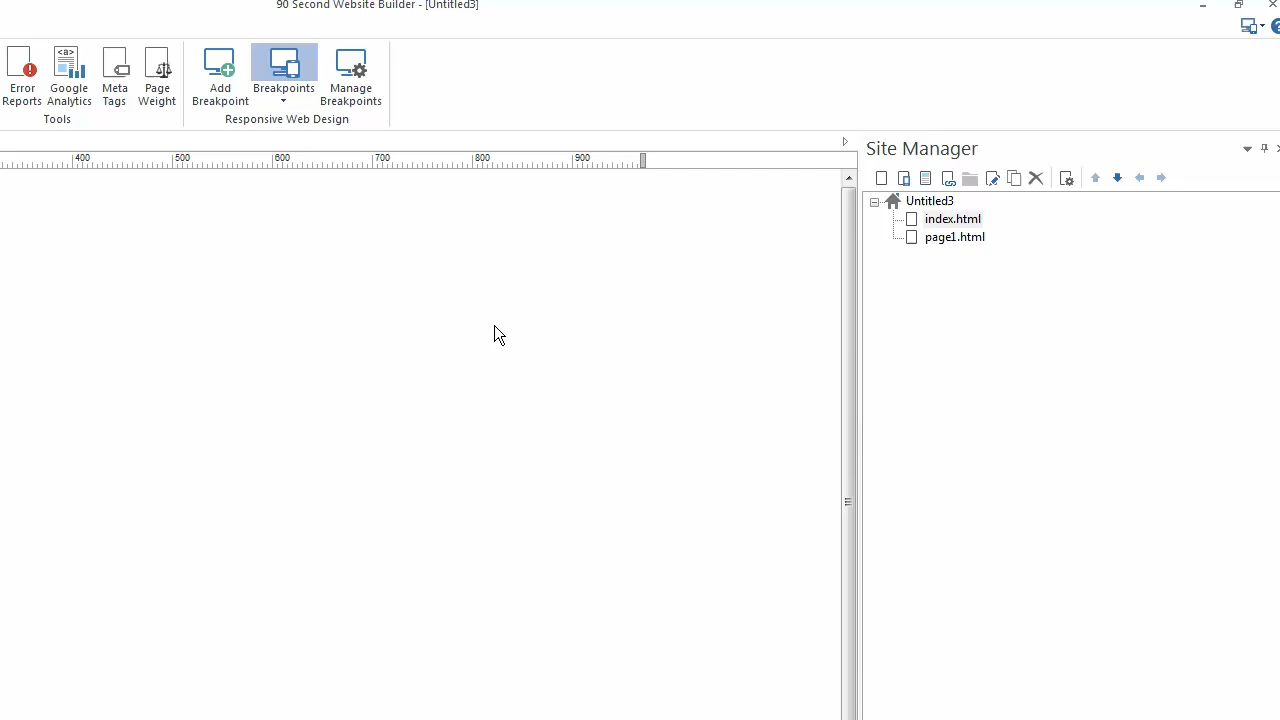 90 Second Website Builder - [Untitled3]
Error Reports
Google Analytics
Meta Tags
Page Weight
Add Breakpoint
Breakpoints
Manage Breakpoints
Tools
Responsive Web Design
Site Manager
400 500 600 700 800 900
Untitled3
index.html
page1.html